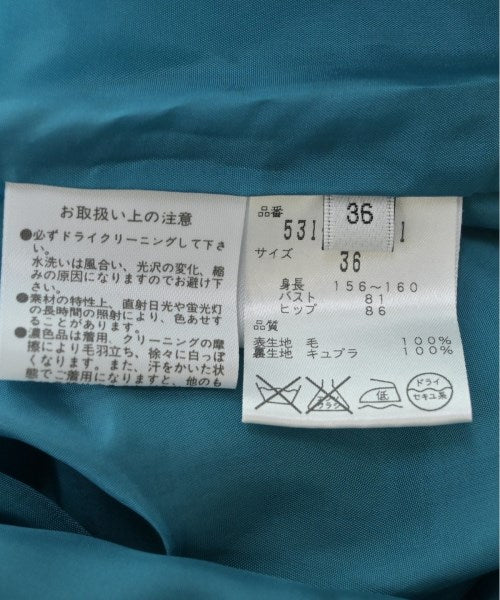 お取扱い上の注意
●必ずドライクリーニングして下さい。
水洗いは風合い、光沢の変化、縮みの原因になりますのでお避け下さい。
●素材の特性上、直射日光や蛍光灯の長時間の照射により、色あせすることがあります。
●濃色品は着用、クリーニングの摩擦により毛羽立ち、徐々に白っぽくなります。また、汗をかいた状態でご着用になりますと、他のも
品番
531
36
1
サイズ
36
身長 156～160
バスト 81
ヒップ 86
品質
表生地 毛 100%
裏生地 キュプラ 100%
エンソサラシ
低
ドライ
セキユ系